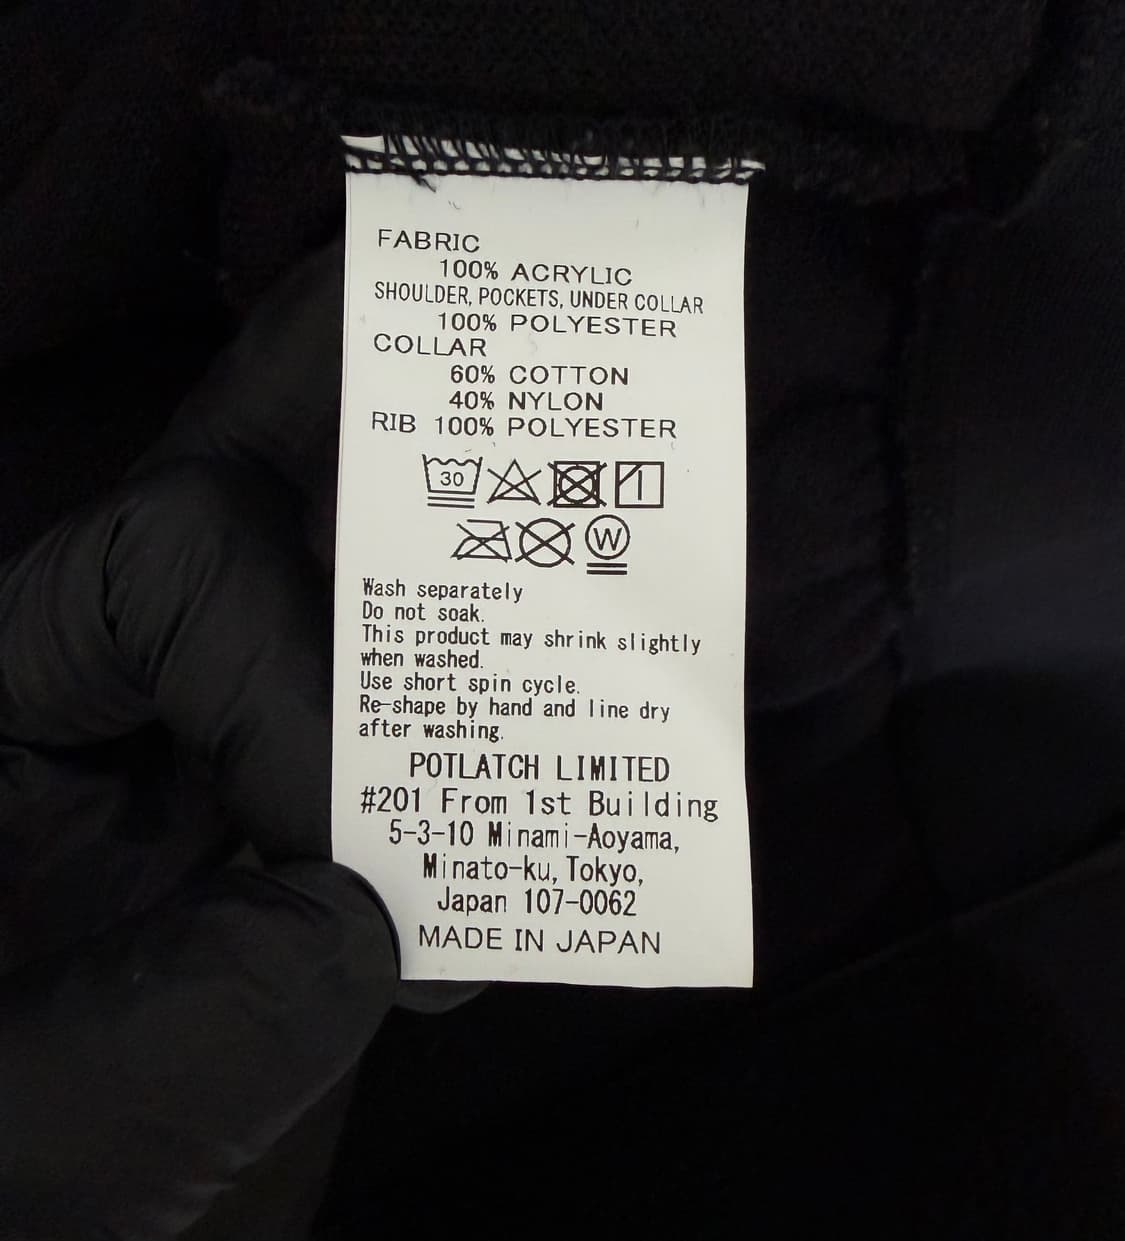 FABRIC
100% ACRYLIC
SHOULDER, POCKETS, UNDER COLLAR
100% POLYESTER
COLLAR
60% COTTON
40% NYLON
RIB 100% POLYESTER
30
W
Wash separately
Do not soak.
This product may shrink slightly
when washed.
Use short spin cycle.
Re-shape by hand and line dry
after washing.
POTLATCH LIMITED
#201 From 1st Building
5-3-10 Minami-Aoyama,
Minato-ku, Tokyo,
Japan 107-0062
MADE IN JAPAN